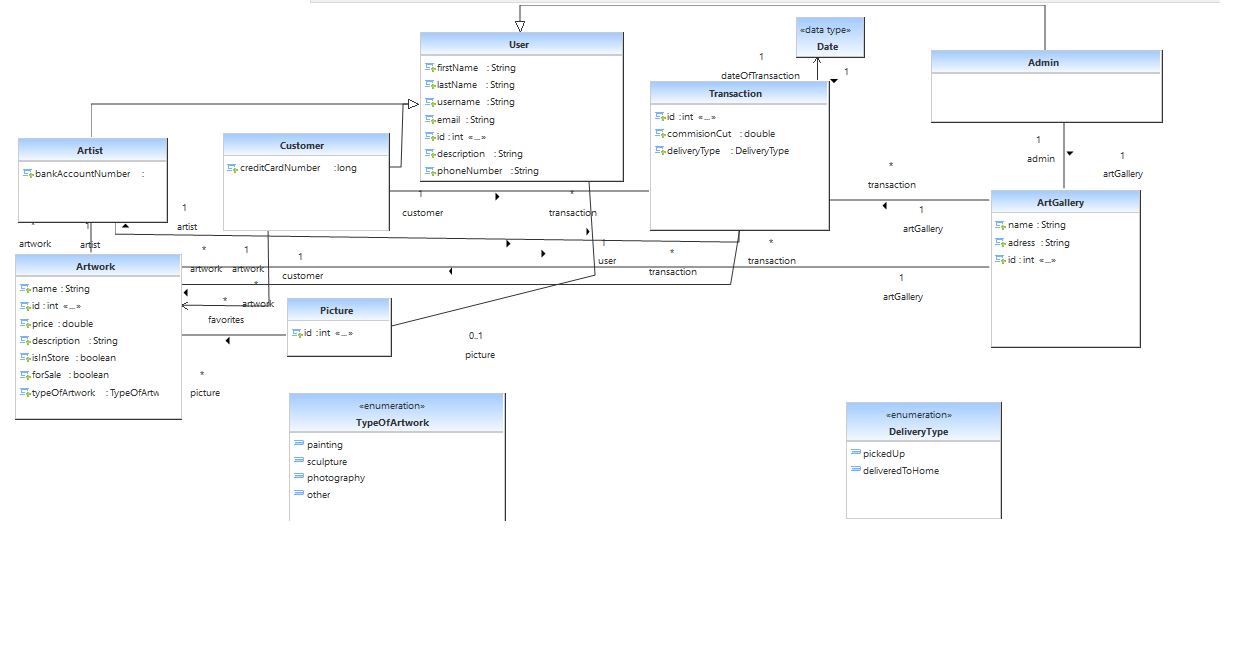 «data type»
Date
User
firstName : String
lastName : String
username : String
email : String
id : int «...»
description : String
phoneNumber : String
1
dateOfTransaction
1
Transaction
id : int «...»
commisionCut : double
deliveryType : DeliveryType
Admin
1
admin
1
artGallery
Artist
bankAccountNumber :
Customer
creditCardNumber : long
1
customer
*
transaction
*
transaction
1
artGallery
ArtGallery
name : String
adress : String
id : int «...»
1
artist
*
artwork
1
artist
*
artwork
1
artwork
1
customer
1
user
*
transaction
*
transaction
1
artGallery
Artwork
name : String
id : int «...»
price : double
description : String
isInStore : boolean
forSale : boolean
typeOfArtwork : TypeOfArtw
*
artwork
*
favorites
Picture
id : int «...»
0..1
picture
*
picture
«enumeration»
TypeOfArtwork
painting
sculpture
photography
other
«enumeration»
DeliveryType
pickedUp
deliveredToHome